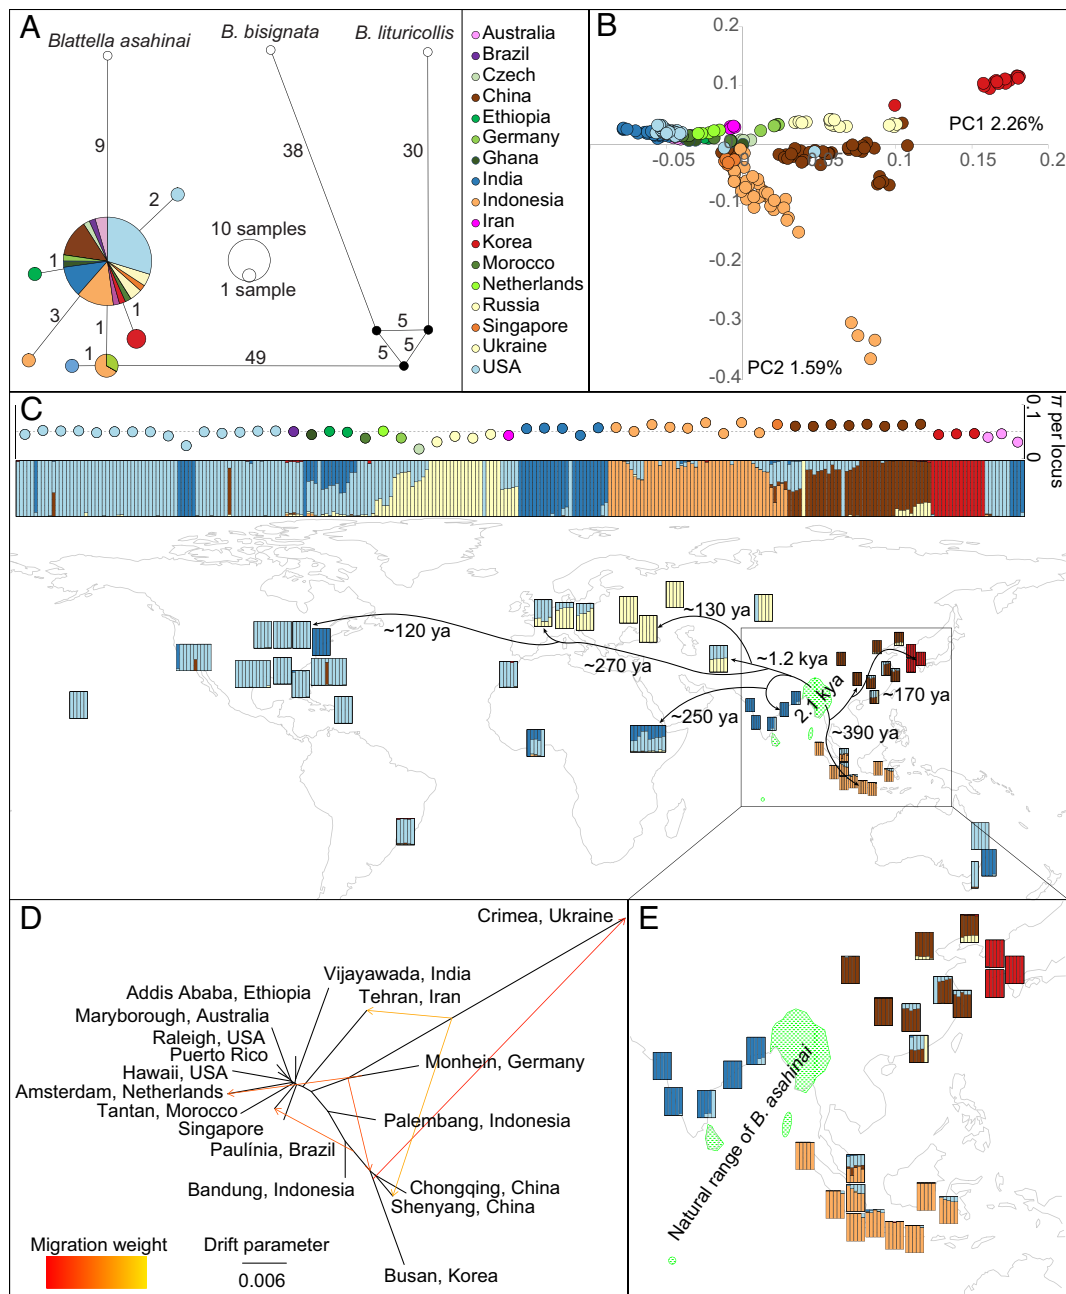 A
Blattella asahinai
B. bisignata
B. lituricollis
9
38
30
2
10 samples
1 sample
1
3
1
1
1
49
5
5
5
Australia
Brazil
Czech
China
Ethiopia
Germany
Ghana
India
Indonesia
Iran
Korea
Morocco
Netherlands
Russia
Singapore
Ukraine
USA
B
0.2
0.1
PC1 2.26%
-0.05
0
0.05
0.1
0.15
0.2
-0.1
-0.2
-0.3
-0.4
PC2 1.59%
C
0.1
0
π per locus
~120 ya
~270 ya
~130 ya
~1.2 kya
~250 ya
2.1 kya
~170 ya
~390 ya
D
Crimea, Ukraine
Vijayawada, India
Tehran, Iran
Addis Ababa, Ethiopia
Maryborough, Australia
Raleigh, USA
Puerto Rico
Hawaii, USA
Amsterdam, Netherlands
Tantan, Morocco
Singapore
Monhein, Germany
Palembang, Indonesia
Paulínia, Brazil
Bandung, Indonesia
Chongqing, China
Shenyang, China
Busan, Korea
Migration weight
Drift parameter
0.006
E
Natural range of B. asahinai